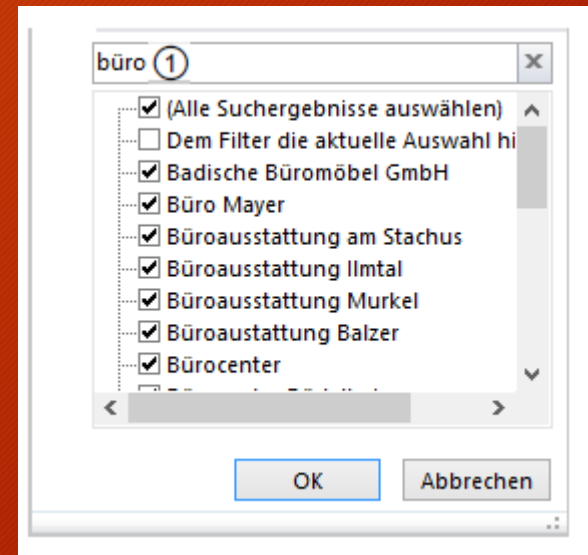 büro ①
(Alle Suchergebnisse auswählen)
Dem Filter die aktuelle Auswahl hi
Badische Büromöbel GmbH
Büro Mayer
Büroausstattung am Stachus
Büroausstattung Ilmtal
Büroausstattung Murkel
Büroaustattung Balzer
Bürocenter
OK
Abbrechen